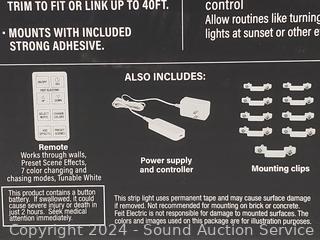 TRIM TO FIT OR LINK UP TO 40FT.
• MOUNTS WITH INCLUDED
STRONG ADHESIVE.
control
Allow routines like turning
lights at sunset or other e
ALSO INCLUDES:
ON/OFF
Remote
Works through walls,
Preset Scene Effects,
7 color changing and
chasing modes, Tunable White
Power supply
and controller
Mounting clips
This product contains a button
battery. If swallowed, it could
cause severe injury or death in
just 2 hours. Seek medical
attention immediately.
This strip light uses permanent tape and may cause surface damage
if removed. Not recommended for mounting on brick or concrete.
Feit Electric is not responsible for damage to mounted surfaces. The
colors and images used on this package are for illustration purposes.
Copyright 2024 - Sound Auction Service